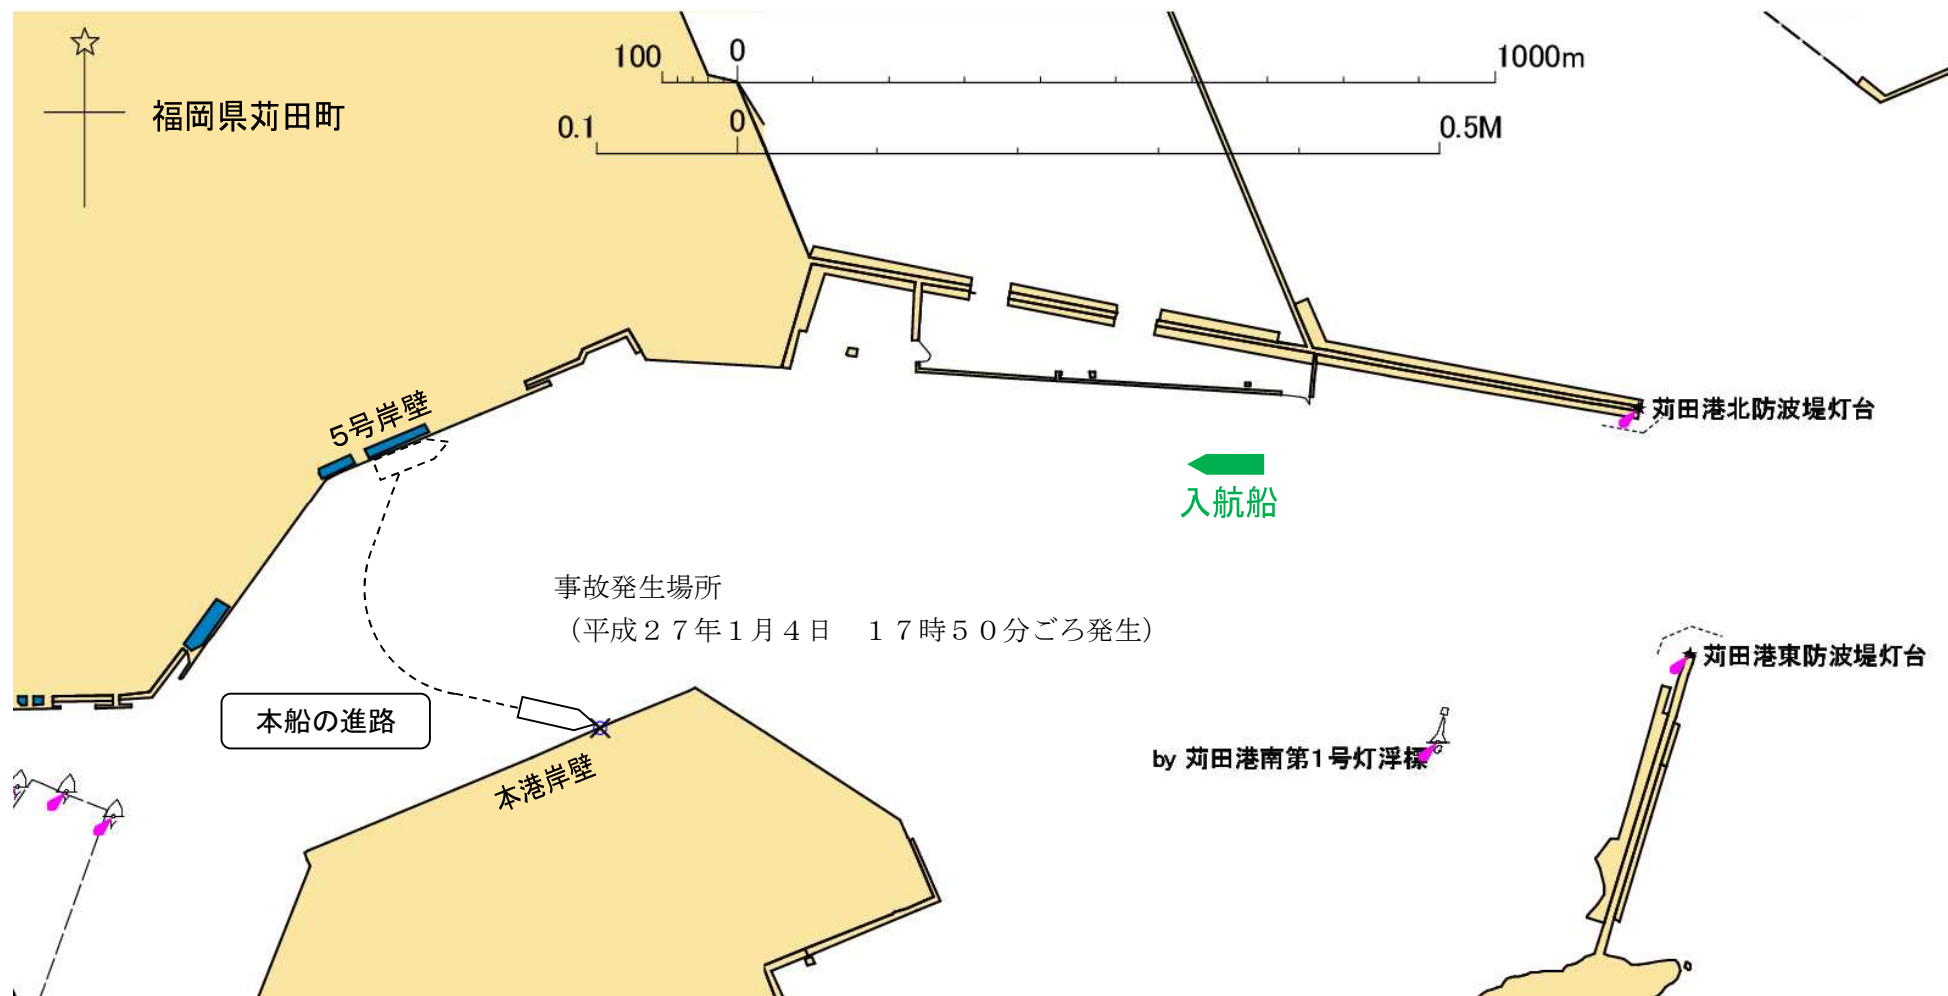 100 0 1000m
福岡県苅田町
0.1 0 0.5M
5号岸壁
苅田港北防波堤灯台
入航船
事故発生場所
（平成２７年１月４日　１７時５０分ごろ発生）
苅田港東防波堤灯台
本船の進路
by 苅田港南第1号灯浮標
本港岸壁